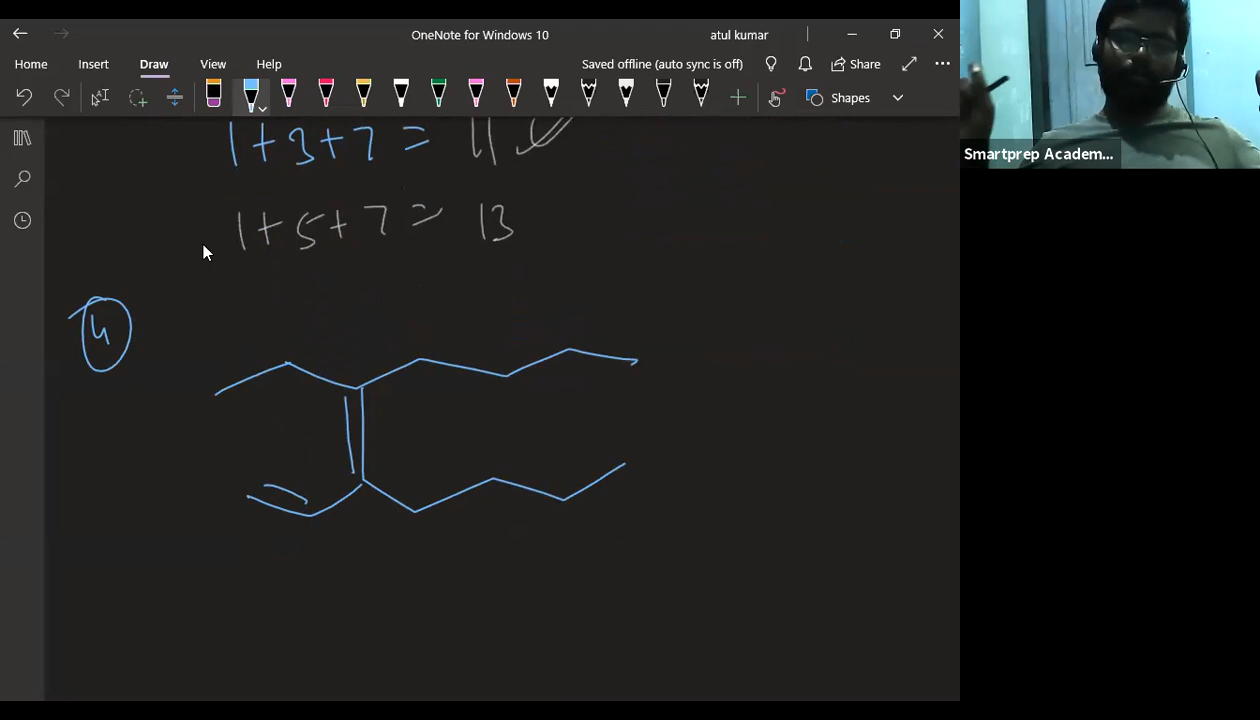 OneNote for Windows 10
atul kumar
Home Insert Draw View Help
Saved offline (auto sync is off)
Share
Shapes
Smartprep Academ...
1+3+7 = 11
1+5+7 = 13
4